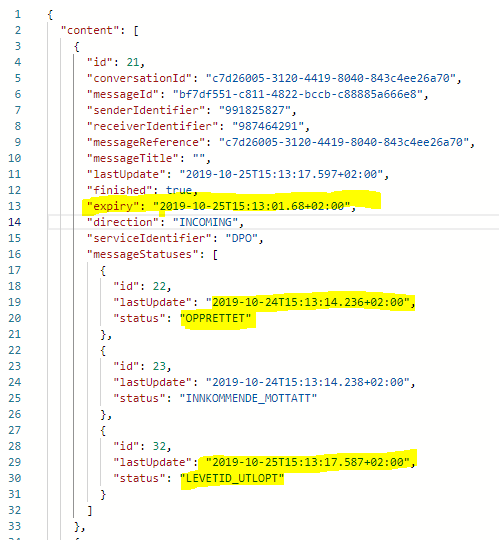 1 {
2 "content": [
3 {
4 "id": 21,
5 "conversationId": "c7d26005-3120-4419-8040-843c4ee26a70",
6 "messageId": "bf7df551-c811-4822-bccb-c88885a666e8",
7 "senderIdentifier": "991825827",
8 "receiverIdentifier": "987464291",
9 "messageReference": "c7d26005-3120-4419-8040-843c4ee26a70",
10 "messageTitle": "",
11 "lastUpdate": "2019-10-25T15:13:17.597+02:00",
12 "finished": true,
13 "expiry": "2019-10-25T15:13:01.68+02:00",
14 "direction": "INCOMING",
15 "serviceIdentifier": "DPO",
16 "messageStatuses": [
17 {
18 "id": 22,
19 "lastUpdate": "2019-10-24T15:13:14.236+02:00",
20 "status": "OPPRETTET"
21 },
22 {
23 "id": 23,
24 "lastUpdate": "2019-10-24T15:13:14.238+02:00",
25 "status": "INNKOMMENDE_MOTTATT"
26 },
27 {
28 "id": 32,
29 "lastUpdate": "2019-10-25T15:13:17.587+02:00",
30 "status": "LEVETID_UTLOPT"
31 }
32 ]
33 },